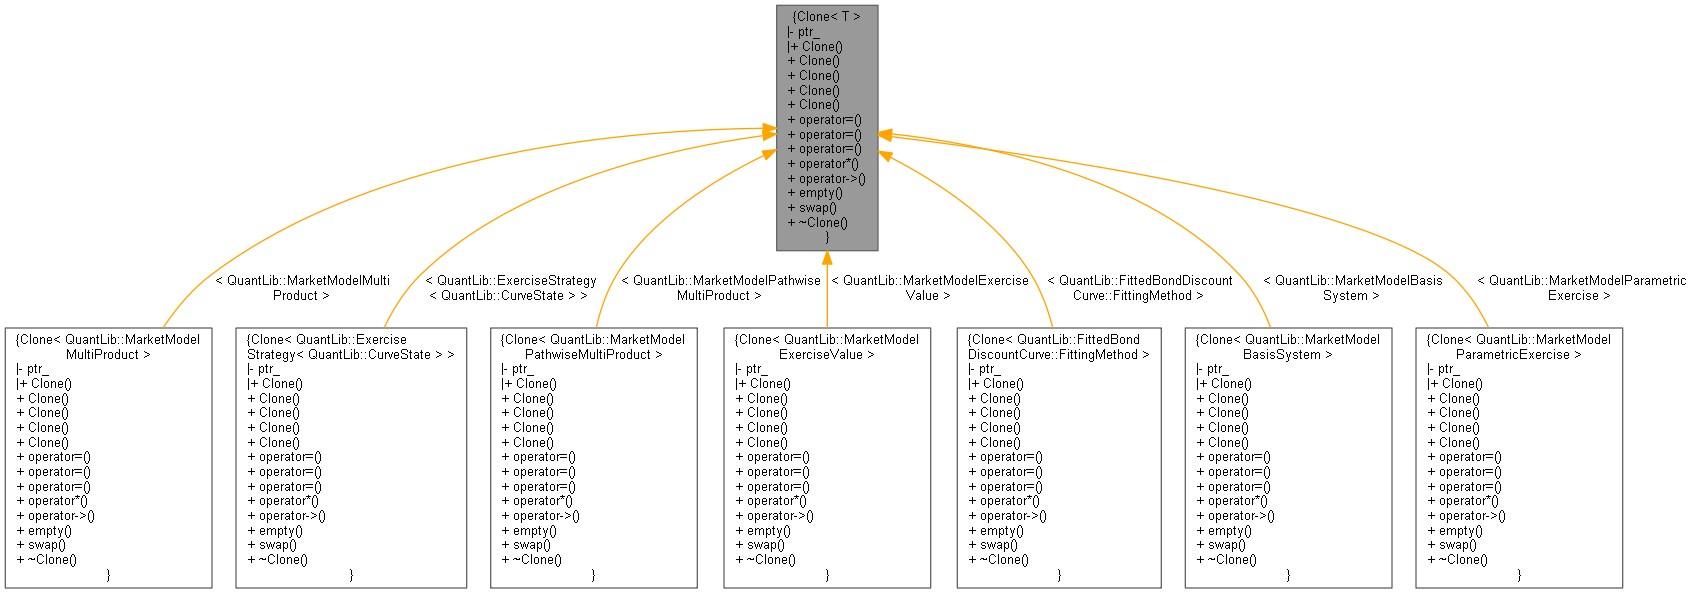 {Clone< T >
|- ptr_
|+ Clone()
+ Clone()
+ Clone()
+ Clone()
+ Clone()
+ operator=()
+ operator=()
+ operator=()
+ operator*()
+ operator->()
+ empty()
+ swap()
+ ~Clone()
}
< QuantLib::MarketModelMulti
Product >
< QuantLib::ExerciseStrategy
< QuantLib::CurveState > >
< QuantLib::MarketModelPathwise
MultiProduct >
< QuantLib::MarketModelExercise
Value >
< QuantLib::FittedBondDiscount
Curve::FittingMethod >
< QuantLib::MarketModelBasis
System >
< QuantLib::MarketModelParametric
Exercise >
{Clone< QuantLib::MarketModel
MultiProduct >
|- ptr_
|+ Clone()
+ Clone()
+ Clone()
+ Clone()
+ Clone()
+ operator=()
+ operator=()
+ operator=()
+ operator*()
+ operator->()
+ empty()
+ swap()
+ ~Clone()
}
{Clone< QuantLib::Exercise
Strategy< QuantLib::CurveState > >
|- ptr_
|+ Clone()
+ Clone()
+ Clone()
+ Clone()
+ Clone()
+ operator=()
+ operator=()
+ operator=()
+ operator*()
+ operator->()
+ empty()
+ swap()
+ ~Clone()
}
{Clone< QuantLib::MarketModel
PathwiseMultiProduct >
|- ptr_
|+ Clone()
+ Clone()
+ Clone()
+ Clone()
+ Clone()
+ operator=()
+ operator=()
+ operator=()
+ operator*()
+ operator->()
+ empty()
+ swap()
+ ~Clone()
}
{Clone< QuantLib::MarketModel
ExerciseValue >
|- ptr_
|+ Clone()
+ Clone()
+ Clone()
+ Clone()
+ Clone()
+ operator=()
+ operator=()
+ operator=()
+ operator*()
+ operator->()
+ empty()
+ swap()
+ ~Clone()
}
{Clone< QuantLib::FittedBond
DiscountCurve::FittingMethod >
|- ptr_
|+ Clone()
+ Clone()
+ Clone()
+ Clone()
+ Clone()
+ operator=()
+ operator=()
+ operator=()
+ operator*()
+ operator->()
+ empty()
+ swap()
+ ~Clone()
}
{Clone< QuantLib::MarketModel
BasisSystem >
|- ptr_
|+ Clone()
+ Clone()
+ Clone()
+ Clone()
+ Clone()
+ operator=()
+ operator=()
+ operator=()
+ operator*()
+ operator->()
+ empty()
+ swap()
+ ~Clone()
}
{Clone< QuantLib::MarketModel
ParametricExercise >
|- ptr_
|+ Clone()
+ Clone()
+ Clone()
+ Clone()
+ Clone()
+ operator=()
+ operator=()
+ operator=()
+ operator*()
+ operator->()
+ empty()
+ swap()
+ ~Clone()
}